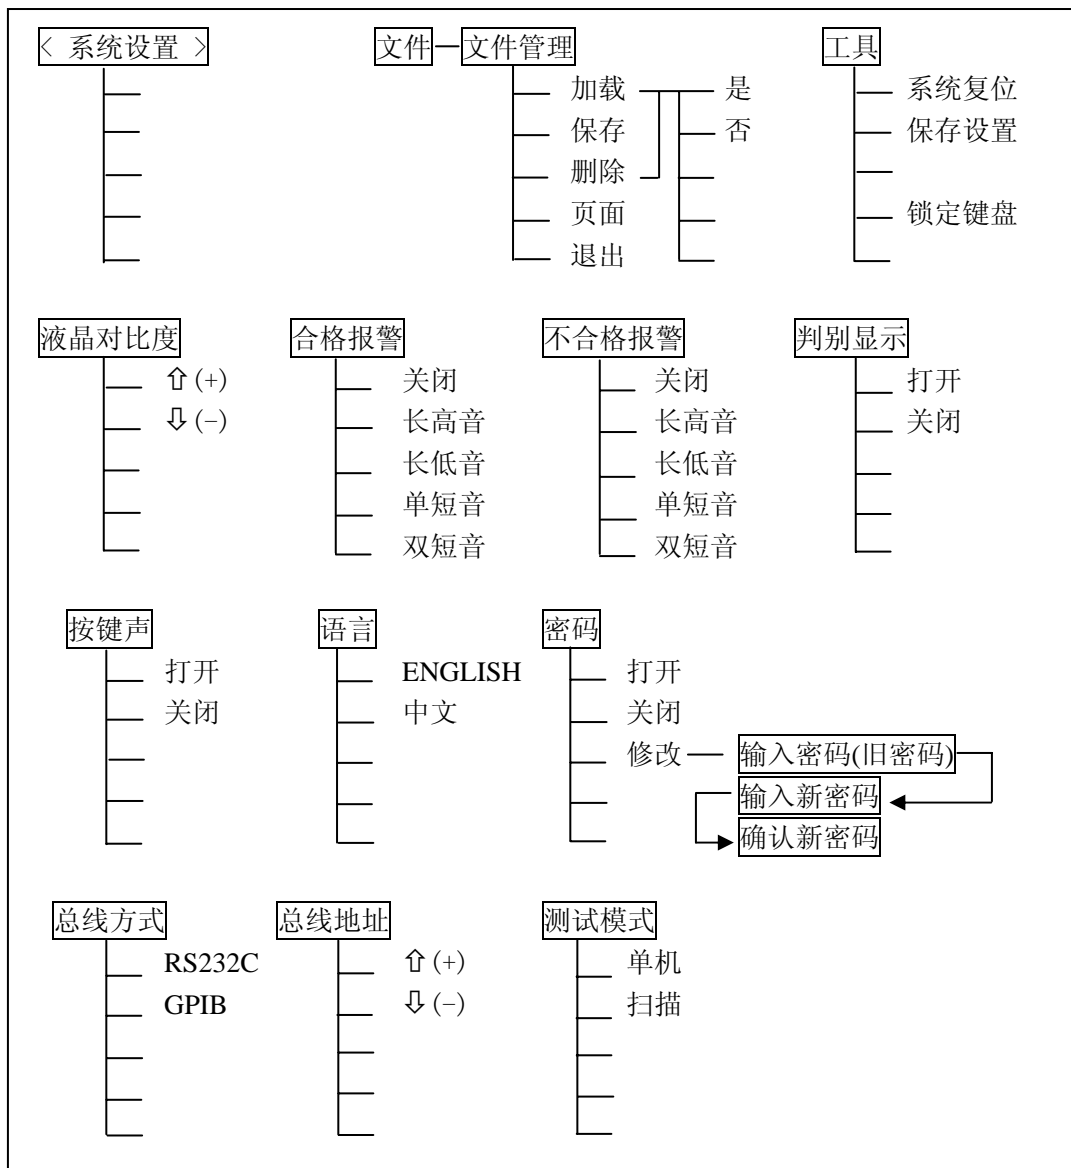 < 系统设置 >
文件
文件管理
加载
保存
删除
页面
退出
是
否
工具
系统复位
保存设置
锁定键盘
液晶对比度
⇧(+)
⇩(−)
合格报警
关闭
长高音
长低音
单短音
双短音
不合格报警
关闭
长高音
长低音
单短音
双短音
判别显示
打开
关闭
按键声
打开
关闭
语言
ENGLISH
中文
密码
打开
关闭
修改
输入密码(旧密码)
输入新密码
确认新密码
总线方式
RS232C
GPIB
总线地址
⇧(+)
⇩(−)
测试模式
单机
扫描